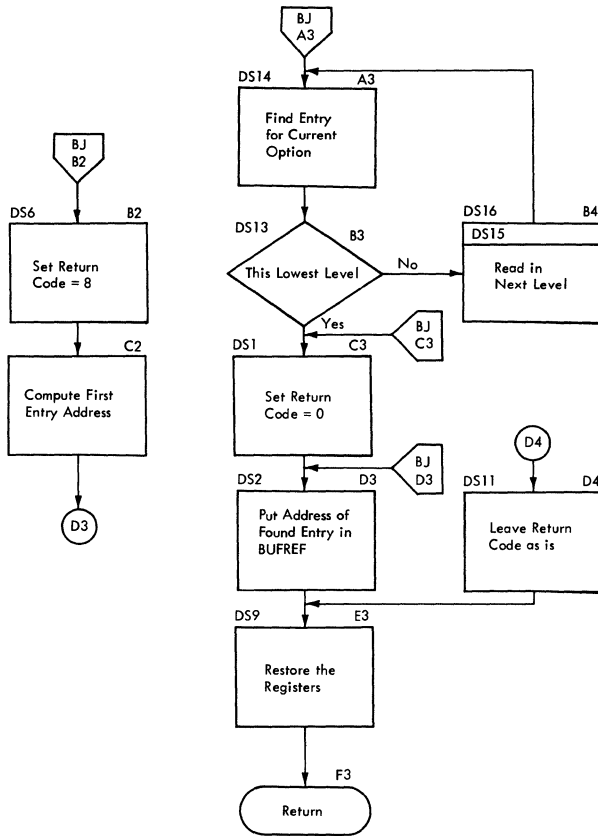 BJ
A3
DS14
A3
Find Entry
for Current
Option
BJ
B2
DS6
B2
Set Return
Code = 8
C2
Compute First
Entry Address
D3
DS13
B3
This Lowest Level
No
Yes
DS16
B4
DS15
Read in
Next Level
BJ
C3
DS1
C3
Set Return
Code = 0
BJ
D3
DS2
D3
Put Address of
Found Entry in
BUFREF
D4
DS11
D4
Leave Return
Code as is
DS9
E3
Restore the
Registers
F3
Return